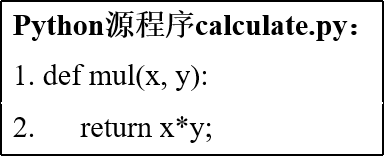 Python源程序calculate.py：
1. def mul(x, y):
2. return x*y;